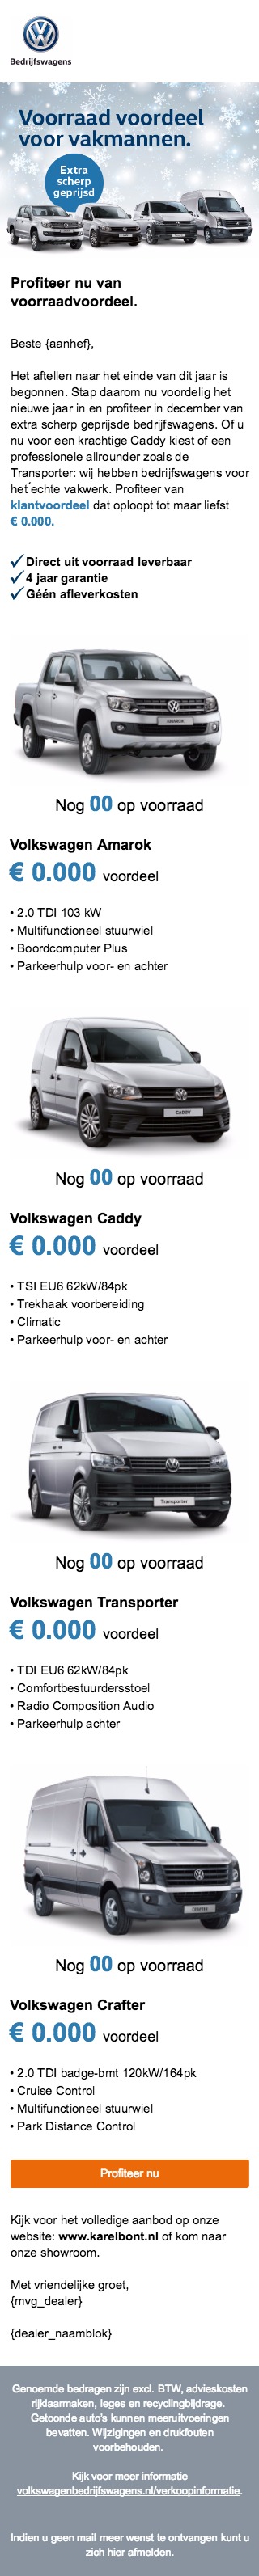 Bedrijfswagens
Voorraad voordeel
voor vakmannen.
Extra
scherp
geprijsd
Profiteer nu van
voorraadvoordeel.
Beste {aanhef},
Het aftellen naar het einde van dit jaar is
begonnen. Stap daarom nu voordelig het
nieuwe jaar in en profiteer in december van
extra scherp geprijsde bedrijfswagens. Of u
nu voor een krachtige Caddy kiest of een
professionele allrounder zoals de
Transporter: wij hebben bedrijfswagens voor
het´echte vakwerk. Profiteer van
klantvoordeel dat oploopt tot maar liefst
€ 0.000.
Direct uit voorraad leverbaar
4 jaar garantie
Géén afleverkosten
AMAROK
Nog 00 op voorraad
Volkswagen Amarok
€ 0.000 voordeel
• 2.0 TDI 103 kW
• Multifunctioneel stuurwiel
• Boordcomputer Plus
• Parkeerhulp voor- en achter
CADDY
Nog 00 op voorraad
Volkswagen Caddy
€ 0.000 voordeel
• TSI EU6 62kW/84pk
• Trekhaak voorbereiding
• Climatic
• Parkeerhulp voor- en achter
Transporter
Nog 00 op voorraad
Volkswagen Transporter
€ 0.000 voordeel
• TDI EU6 62kW/84pk
• Comfortbestuurdersstoel
• Radio Composition Audio
• Parkeerhulp achter
CRAFTER
Nog 00 op voorraad
Volkswagen Crafter
€ 0.000 voordeel
• 2.0 TDI badge-bmt 120kW/164pk
• Cruise Control
• Multifunctioneel stuurwiel
• Park Distance Control
Profiteer nu
Kijk voor het volledige aanbod op onze
website: www.karelbont.nl of kom naar
onze showroom.
Met vriendelijke groet,
{mvg_dealer}
{dealer_naamblok}
Genoemde bedragen zijn excl. BTW, advieskosten
rijklaarmaken, leges en recyclingbijdrage.
Getoonde auto's kunnen meeruitvoeringen
bevatten. Wijzigingen en drukfouten
voorbehouden.
Kijk voor meer informatie
volkswagenbedrijfswagens.nl/verkoopinformatie.
Indien u geen mail meer wenst te ontvangen kunt u
zich hier afmelden.